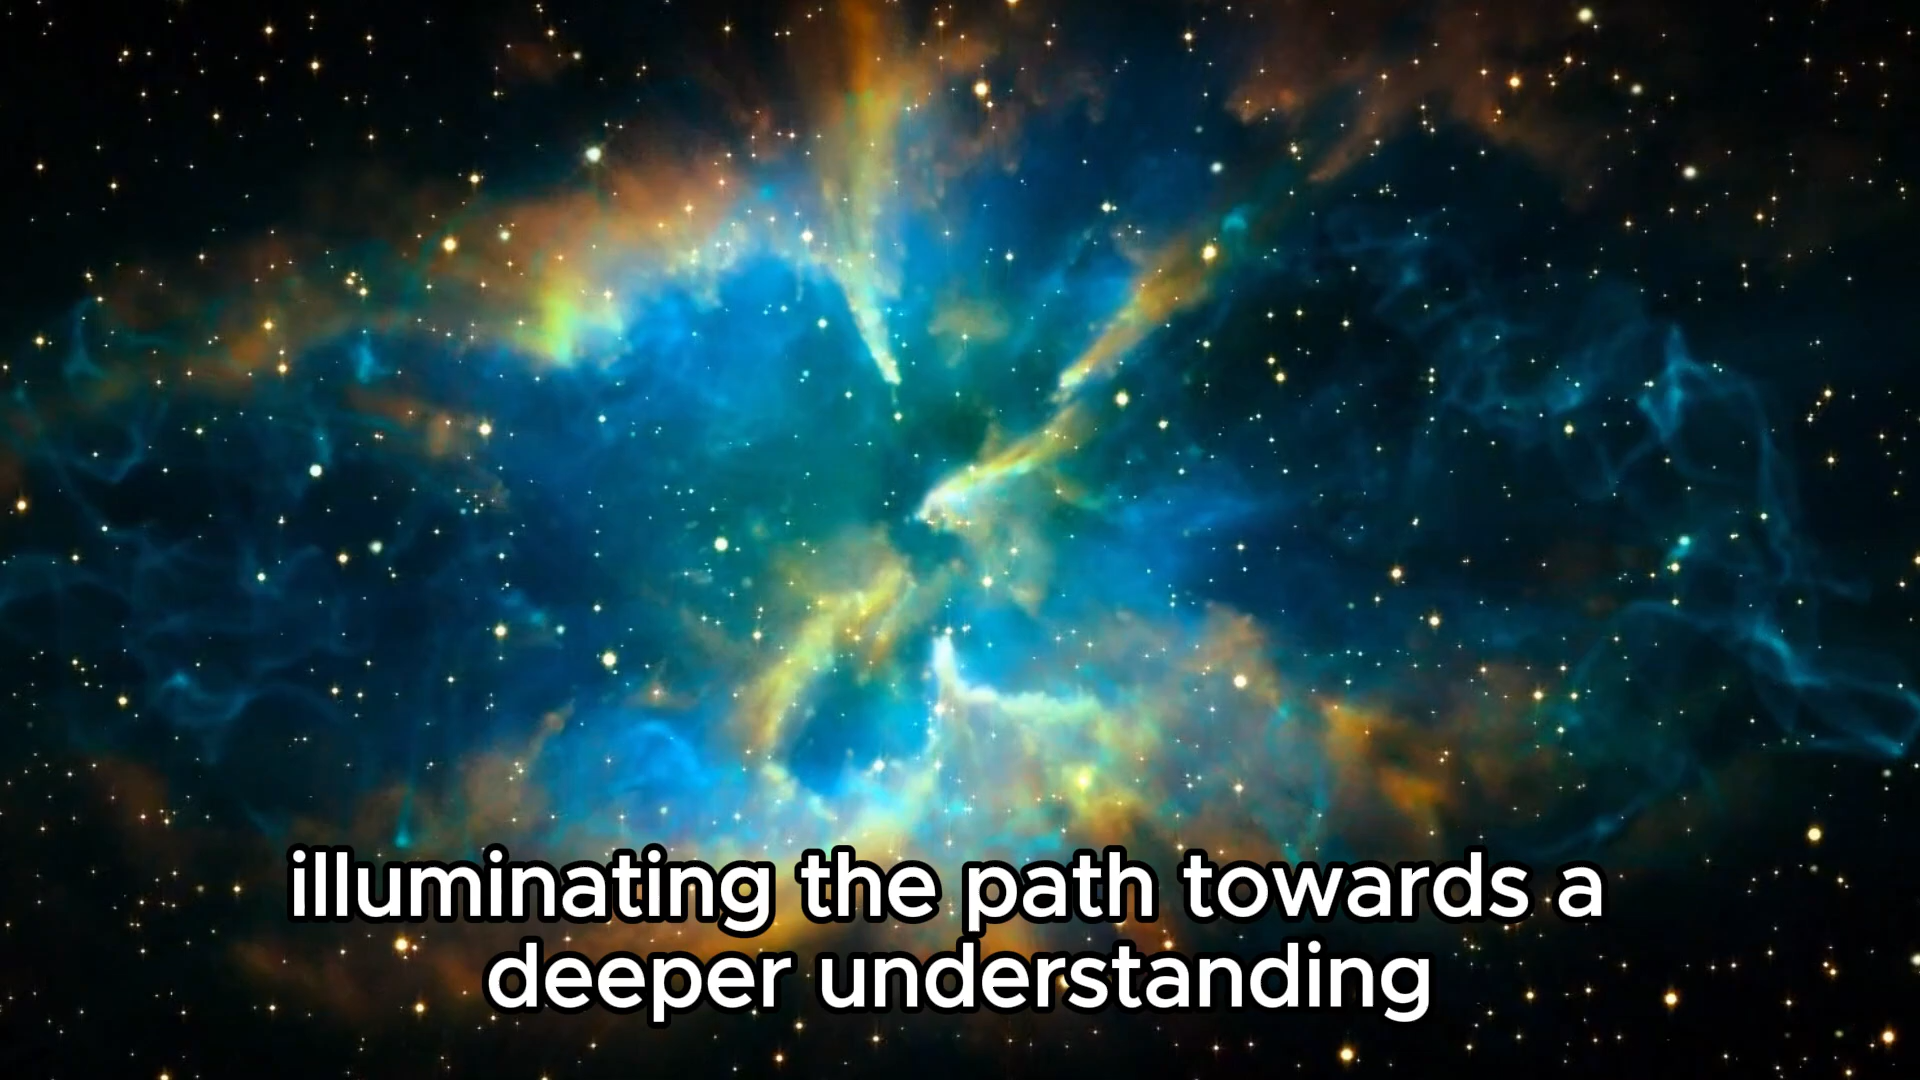 illuminating the path towards a
deeper understanding